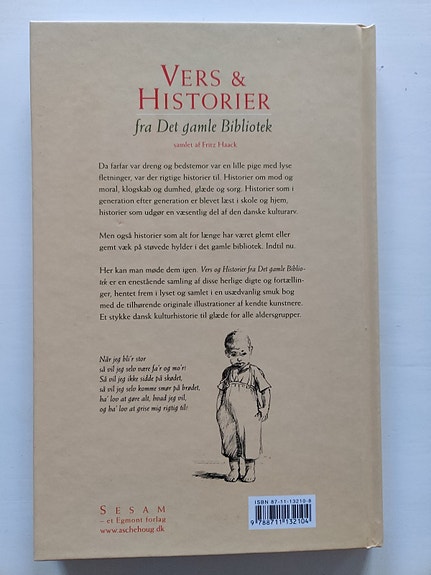 VERS &
HISTORIER
fra Det gamle Bibliotek
samlet af Fritz Haack
Da farfar var dreng og bedstemor var en lille pige med lyse
fletninger, var der rigtige historier til. Historier om mod og
moral, klogskab og dumhed, glæde og sorg. Historier som i
generation efter generation er blevet læst i skole og hjem,
historier som udgør en væsentlig del af den danske kulturarv.
Men også historier som alt for længe har været glemt eller
gemt væk på støvede hylder i det gamle bibliotek. Indtil nu.
Her kan man møde dem igen. Vers og Historier fra Det gamle Biblio-
tek er en enestående samling af disse herlige digte og fortællin-
ger, hentet frem i lyset og samlet i en usædvanlig smuk bog
med de tilhørende originale illustrationer af kendte kunstnere.
Et stykke dansk kulturhistorie til glæde for alle aldersgrupper.
Når jeg bli'r stor
så vil jeg selv være fa'r og mo'r!
Så vil jeg ikke sidde på skødet,
så vil jeg selv komme smør på brødet,
ha' lov at gøre alt, hvad jeg vil,
og ha' lov at grise mig rigtig til!
SESAM
– et Egmont forlag
www.aschehoug.dk
ISBN 87-11-13210-9
9 788711 132104